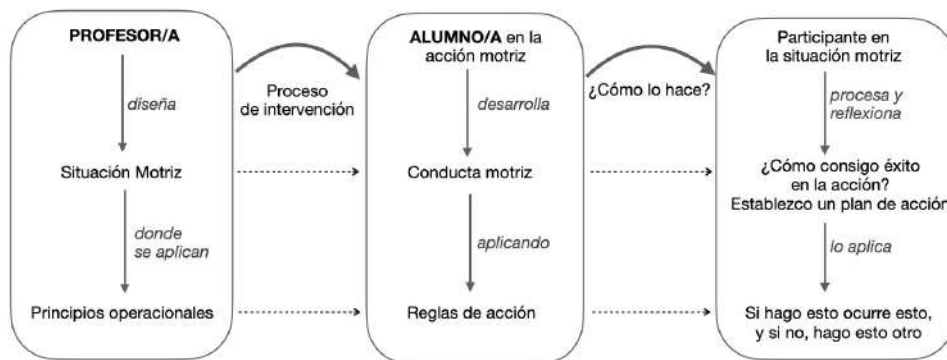 PROFESOR/A
diseña
Situación Motriz
donde
se aplican
Principios operacionales
Proceso
de intervención
ALUMNO/A en la
acción motriz
desarrolla
Conducta motriz
aplicando
Reglas de acción
¿Cómo lo hace?
Participante en
la situación motriz
procesa y
reflexiona
¿Cómo consigo éxito
en la acción?
Establezco un plan de acción
lo aplica
Si hago esto ocurre esto,
y si no, hago esto otro